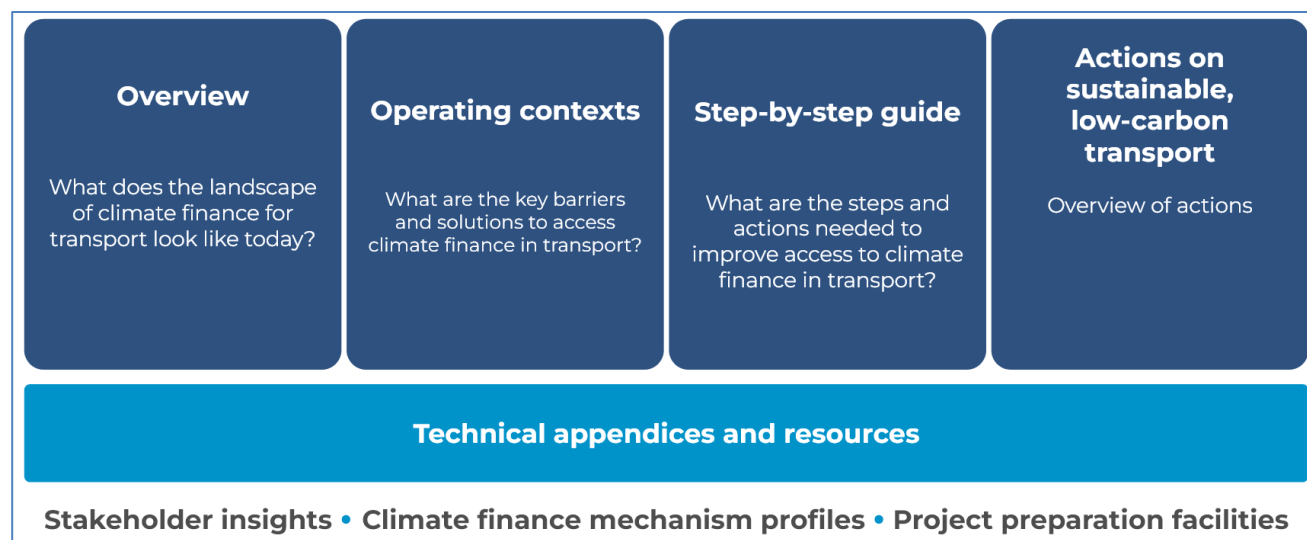 Overview
What does the landscape
of climate finance for
transport look like today?
Operating contexts
What are the key barriers
and solutions to access
climate finance in transport?
Step-by-step guide
What are the steps and
actions needed to
improve access to climate
finance in transport?
Actions on
sustainable,
low-carbon
transport
Overview of actions
Technical appendices and resources
Stakeholder insights • Climate finance mechanism profiles • Project preparation facilities